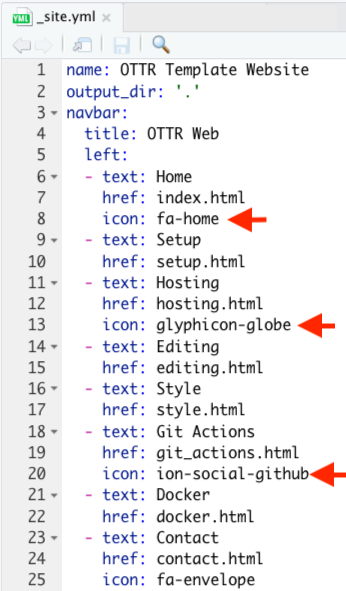 YML _site.yml ×
1 name: OTTR Template Website
2 output_dir: '.'
3 navbar:
4   title: OTTR Web
5   left:
6   - text: Home
7     href: index.html
8     icon: fa-home
9   - text: Setup
10     href: setup.html
11   - text: Hosting
12     href: hosting.html
13     icon: glyphicon-globe
14   - text: Editing
15     href: editing.html
16   - text: Style
17     href: style.html
18   - text: Git Actions
19     href: git_actions.html
20     icon: ion-social-github
21   - text: Docker
22     href: docker.html
23   - text: Contact
24     href: contact.html
25     icon: fa-envelope